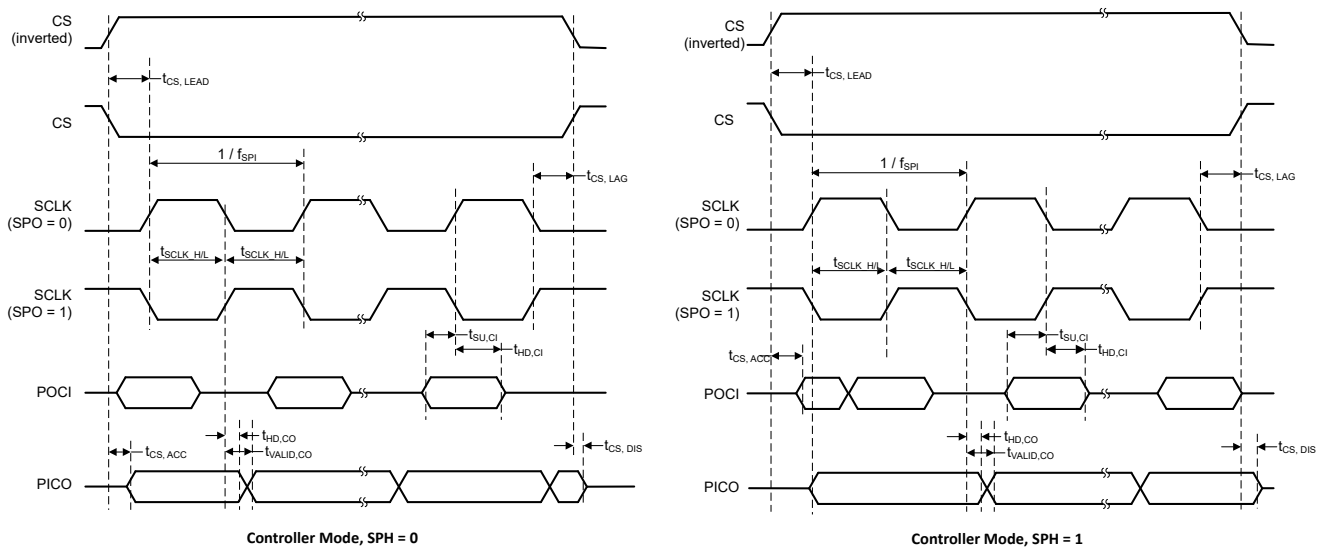 CS
(inverted)
tCS, LEAD
CS
1 / fSPI
tCS, LAG
SCLK
(SPO = 0)
tSCLK_H/L
tSCLK_H/L
SCLK
(SPO = 1)
tSU,CI
tHD,CI
POCI
tHD,CO
tCS, ACC
tVALID,CO
tCS, DIS
PICO
Controller Mode, SPH = 0
CS
(inverted)
tCS, LEAD
CS
1 / fSPI
tCS, LAG
SCLK
(SPO = 0)
tSCLK_H/L
tSCLK_H/L
SCLK
(SPO = 1)
tSU,CI
tCS, ACC
tHD,CI
POCI
tHD,CO
tVALID,CO
tCS, DIS
PICO
Controller Mode, SPH = 1